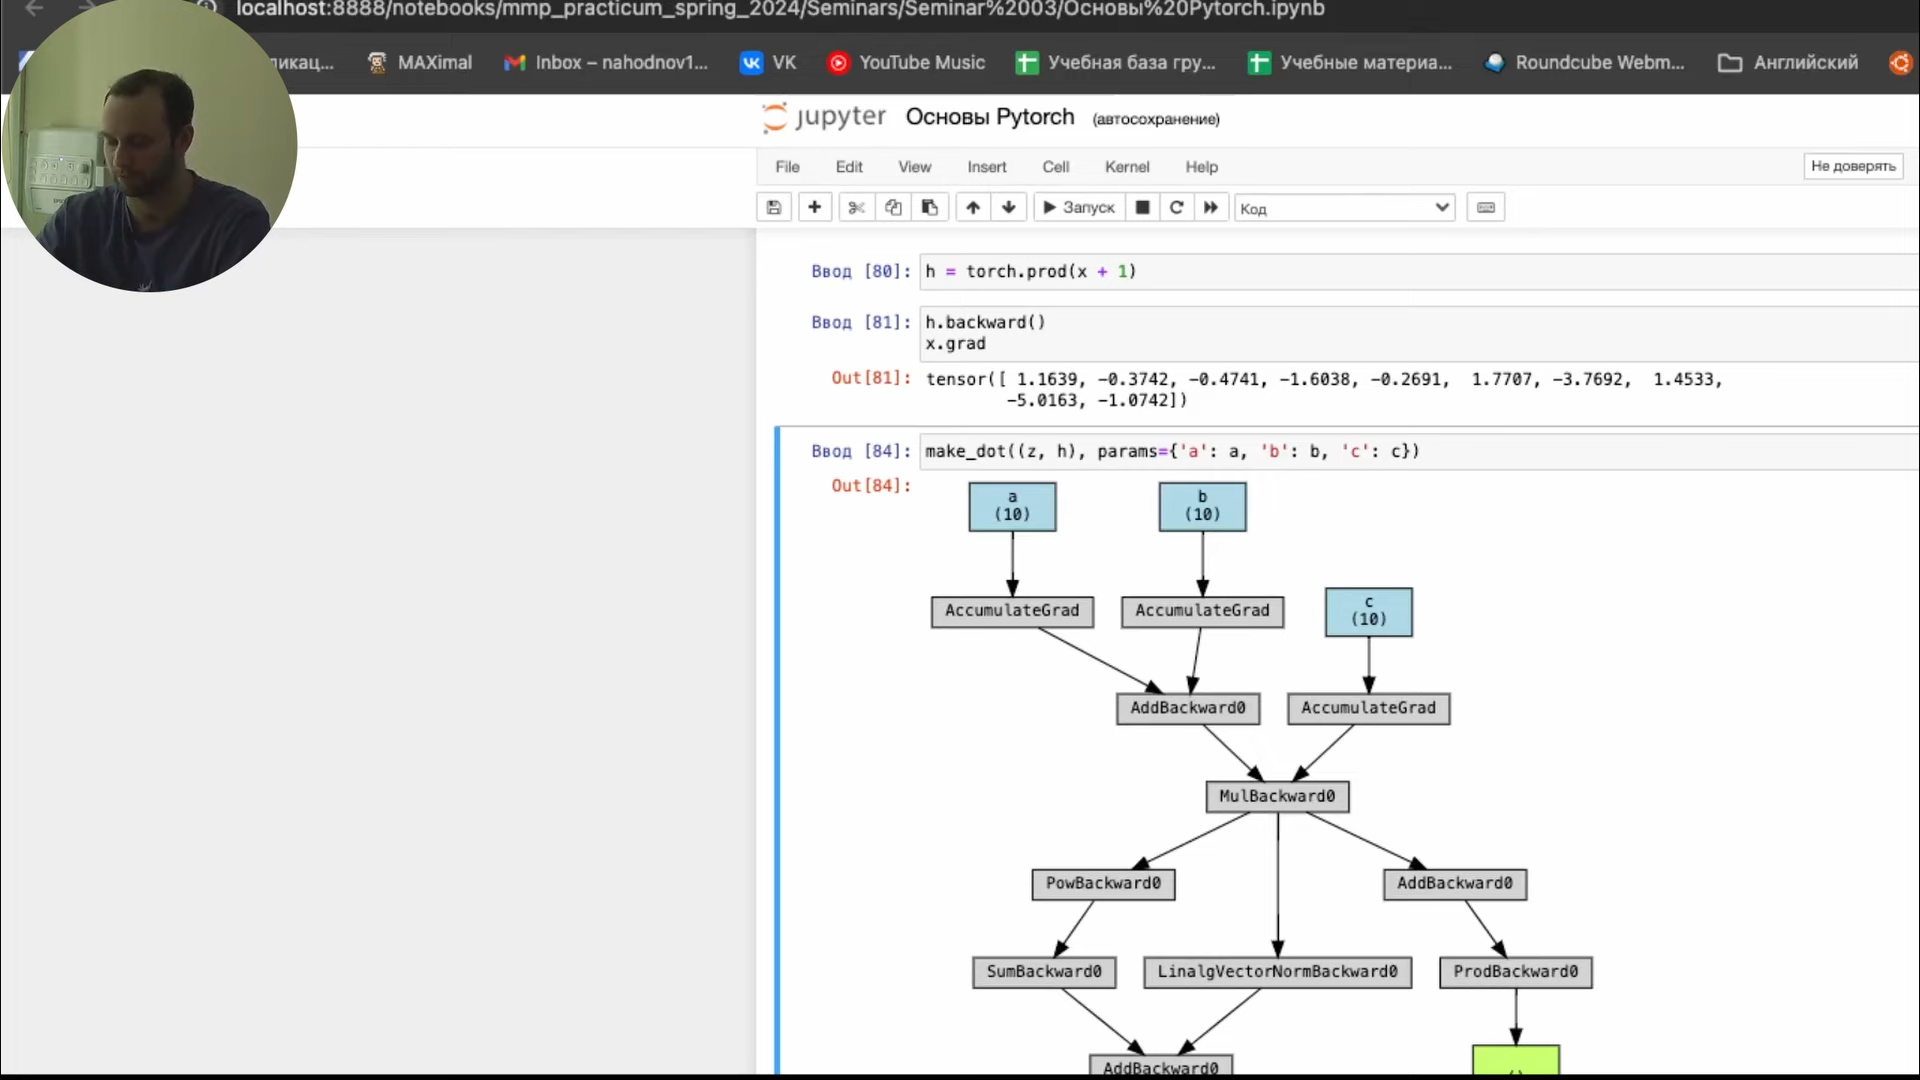 localhost:8888/notebooks/mmp_practicum_spring_2024/Seminars/Seminar%2003/Основы%20Pytorch.ipynb
MAXimal
Inbox – nahodnov1...
VK
YouTube Music
Учебная база гру...
Учебные материа...
Roundcube Webm...
Английский
jupyter Основы Pytorch (автосохранение)
File Edit View Insert Cell Kernel Help
Не доверять
Запуск
Код
Ввод [80]: h = torch.prod(x + 1)
Ввод [81]: h.backward()
x.grad
Out[81]: tensor([ 1.1639, -0.3742, -0.4741, -1.6038, -0.2691,  1.7707, -3.7692,  1.4533,
-5.0163, -1.0742])
Ввод [84]: make_dot((z, h), params={'a': a, 'b': b, 'c': c})
Out[84]:
a
(10)
b
(10)
c
(10)
AccumulateGrad
AccumulateGrad
AddBackward0
AccumulateGrad
MulBackward0
PowBackward0
AddBackward0
SumBackward0
LinalgVectorNormBackward0
ProdBackward0
AddBackward0